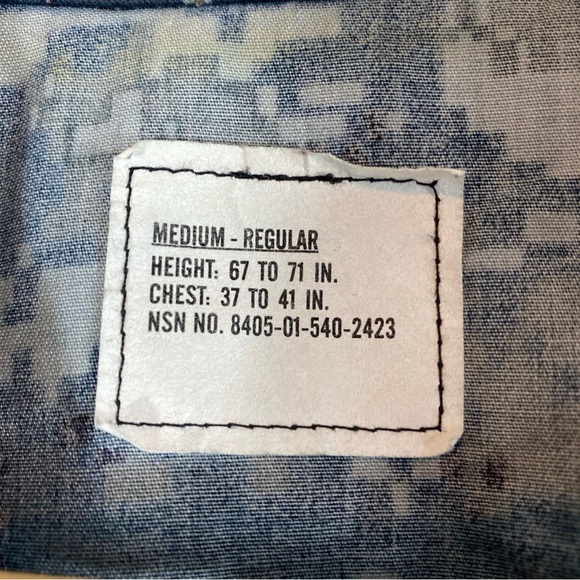 MEDIUM - REGULAR
HEIGHT: 67 TO 71 IN.
CHEST: 37 TO 41 IN.
NSN NO. 8405-01-540-2423